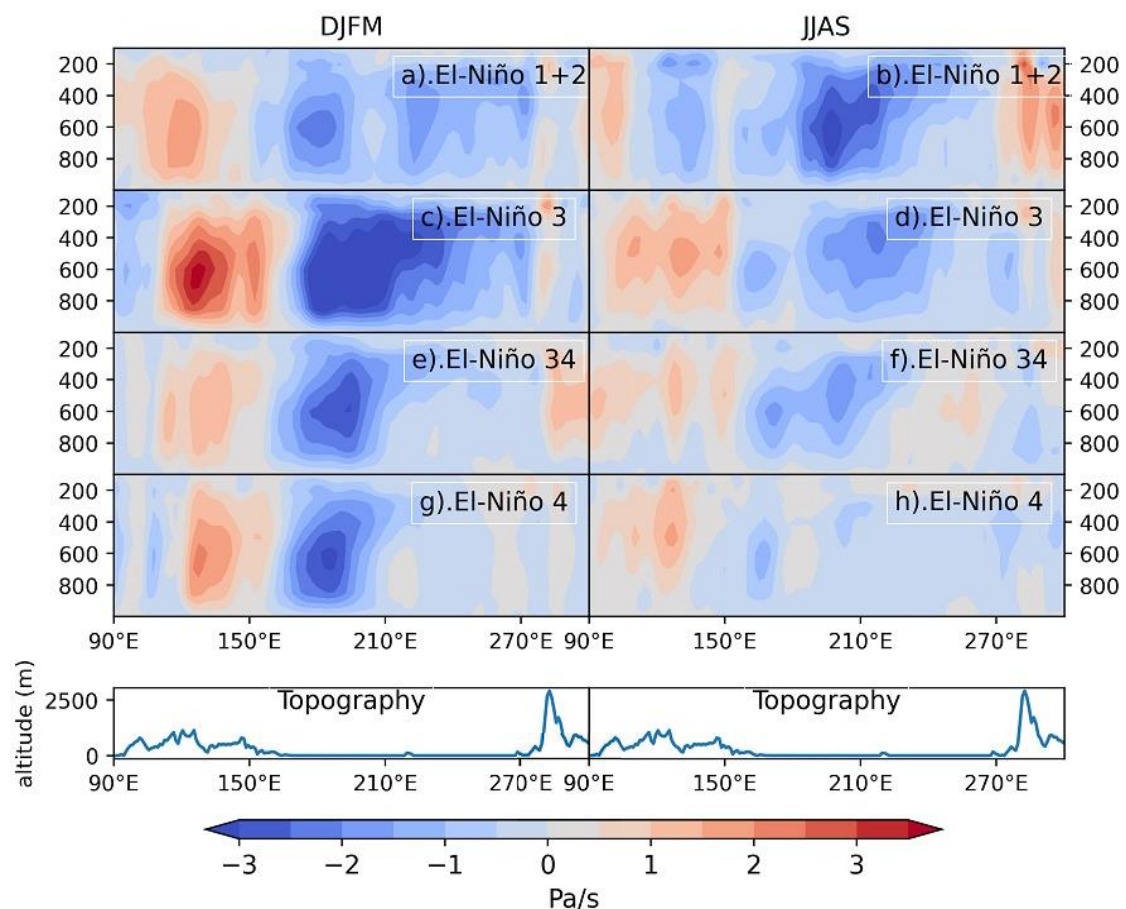 DJFM JJAS
200 a).El-Niño 1+2 b).El-Niño 1+2 200
400 400
600 600
800 800
200 c).El-Niño 3 d).El-Niño 3 200
400 400
600 600
800 800
200 e).El-Niño 34 f).El-Niño 34 200
400 400
600 600
800 800
200 g).El-Niño 4 h).El-Niño 4 200
400 400
600 600
800 800
90°E 150°E 210°E 270°E 90°E 150°E 210°E 270°E
altitude (m)
2500 Topography Topography
0
90°E 150°E 210°E 270°E 90°E 150°E 210°E 270°E
−3 −2 −1 0 1 2 3
Pa/s